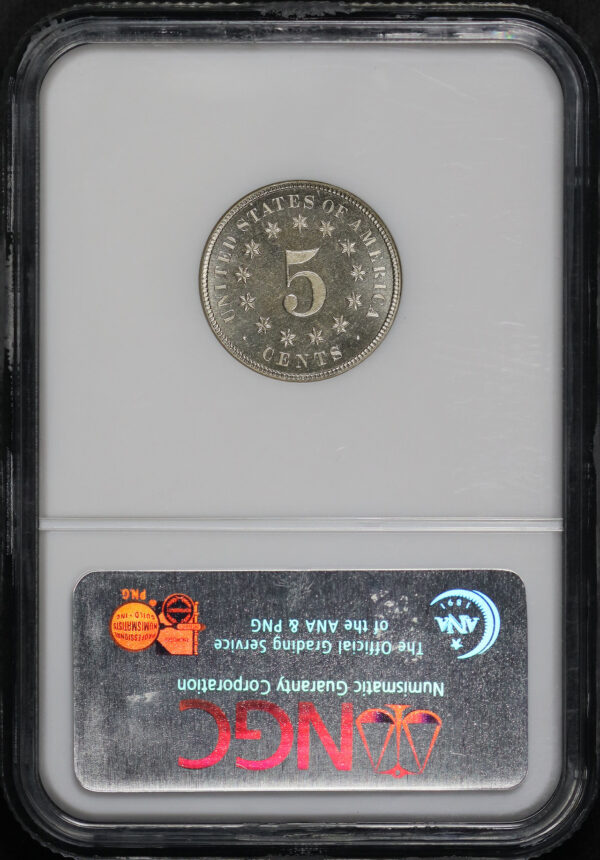 UNITED STATES OF AMERICA
5
CENTS
NGC
Numismatic Guaranty Corporation
The Official Grading Service
of the ANA & PNG
ANA
1891
PROFESSIONAL
NUMISMATISTS
GUILD · INC
PNG